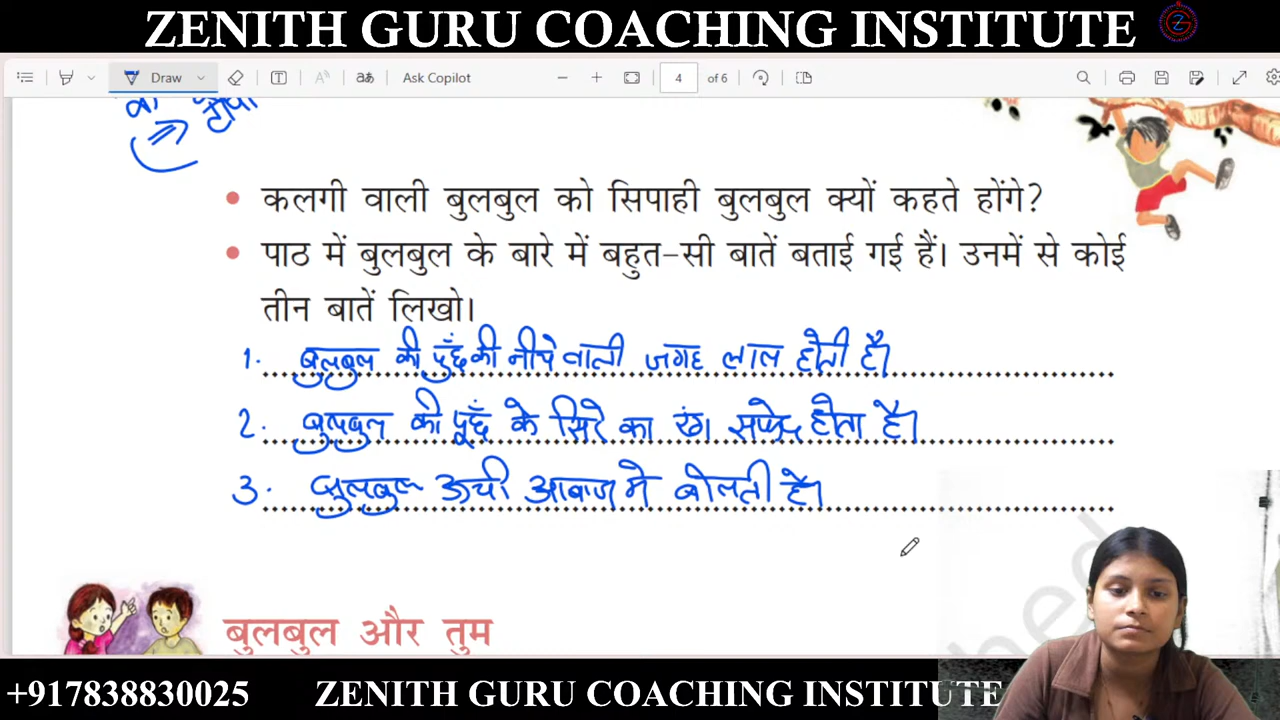 ZENITH GURU COACHING INSTITUTE
Draw
Ask Copilot
4 of 6
कलगी वाली बुलबुल को सिपाही बुलबुल क्यों कहते होंगे?
पाठ में बुलबुल के बारे में बहुत-सी बातें बताई गई हैं। उनमें से कोई
तीन बातें लिखो।
1. बुलबुल की पुँछ की नीचे वाली जगह लाल होती है।
2. बुलबुल की पूँछ के सिरे का रंग सफेद होता है।
3. बुलबुल ऊची आवाज मे बोलती है।
बुलबुल और तुम
+917838830025 ZENITH GURU COACHING INSTITUTE